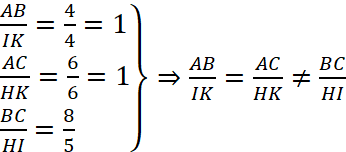 AB/IK = 4/4 = 1
AC/HK = 6/6 = 1 } ⇒ AB/IK = AC/HK ≠ BC/HI
BC/HI = 8/5